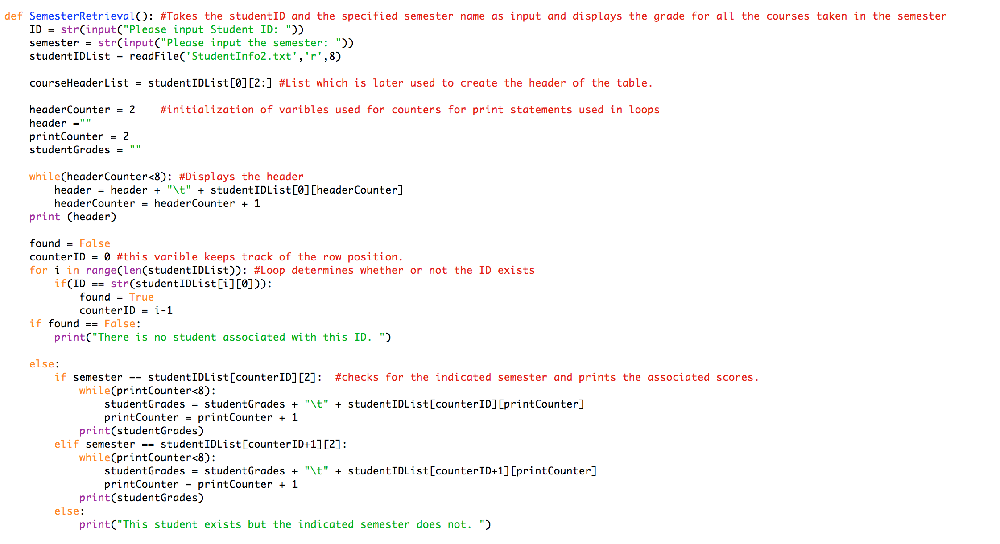 def SemesterRetrieval(): #Takes the studentID and the specified semester name as input and displays the grade for all the courses taken in the semester
    ID = str(input("Please input Student ID: "))
    semester = str(input("Please input the semester: "))
    studentIDList = readFile('StudentInfo2.txt','r',8)

    courseHeaderList = studentIDList[0][2:] #List which is later used to create the header of the table.

    headerCounter = 2    #initialization of varibles used for counters for print statements used in loops
    header =""
    printCounter = 2
    studentGrades = ""

    while(headerCounter<8): #Displays the header
        header = header + "\t" + studentIDList[0][headerCounter]
        headerCounter = headerCounter + 1
    print (header)

    found = False
    counterID = 0 #this varible keeps track of the row position.
    for i in range(len(studentIDList)): #Loop determines whether or not the ID exists
        if(ID == str(studentIDList[i][0])):
            found = True
            counterID = i-1
    if found == False:
        print("There is no student associated with this ID. ")

    else:
        if semester == studentIDList[counterID][2]:  #checks for the indicated semester and prints the associated scores.
            while(printCounter<8):
                studentGrades = studentGrades + "\t" + studentIDList[counterID][printCounter]
                printCounter = printCounter + 1
            print(studentGrades)
        elif semester == studentIDList[counterID+1][2]:
            while(printCounter<8):
                studentGrades = studentGrades + "\t" + studentIDList[counterID+1][printCounter]
                printCounter = printCounter + 1
            print(studentGrades)
        else:
            print("This student exists but the indicated semester does not. ")